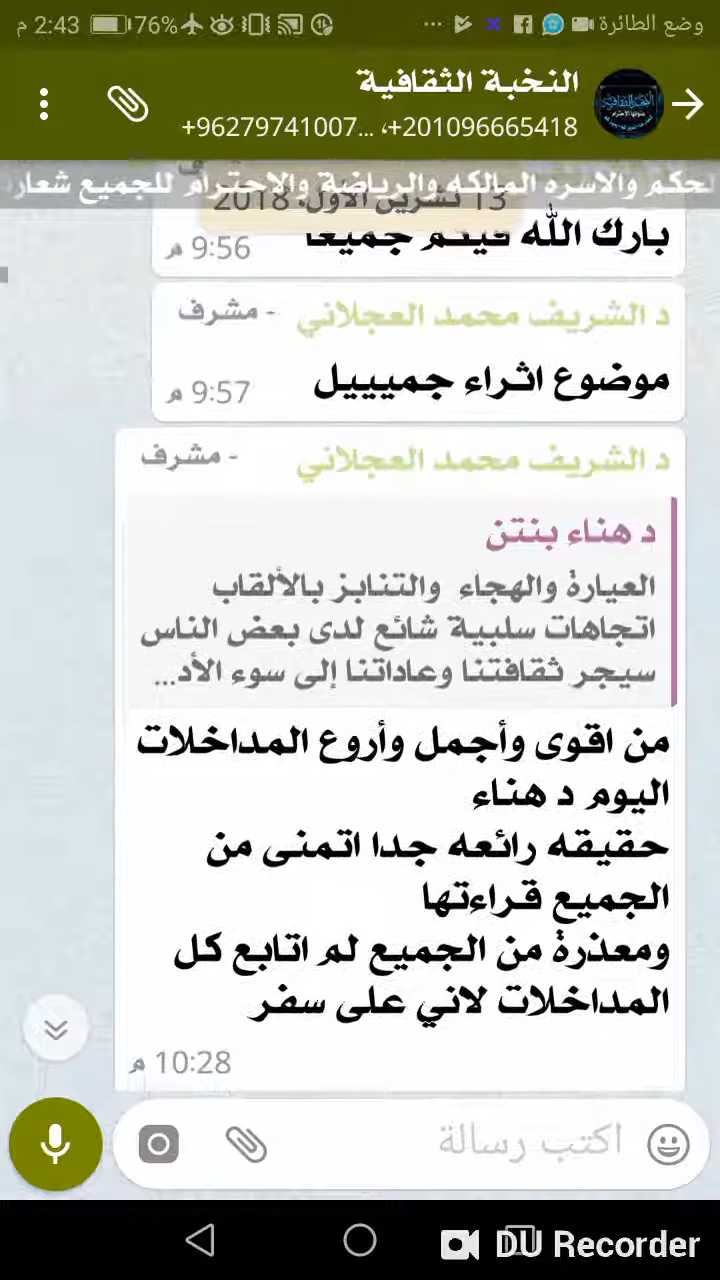 وضع الطائرة ... 76% 2:43 م
النخبة الثقافية
+96279741007... ،+201096665418
لحكم والاسره المالكه والرياضة والاحترام للجميع شعار
13 تشرين الأول، 2018
بارك الله فيكم جميعا
9:56 م
د الشريف محمد العجلاني - مشرف
موضوع اثراء جميييل
9:57 م
د الشريف محمد العجلاني - مشرف
د هناء بنتن
العيارة والهجاء والتنابز بالألقاب
اتجاهات سلبية شائع لدى بعض الناس
سيجر ثقافتنا وعاداتنا إلى سوء الأد...
من اقوى وأجمل وأروع المداخلات
اليوم د هناء
حقيقه رائعه جدا اتمنى من
الجميع قراءتها
ومعذرة من الجميع لم اتابع كل
المداخلات لاني على سفر
10:28 م
اكتب رسالة
DU Recorder